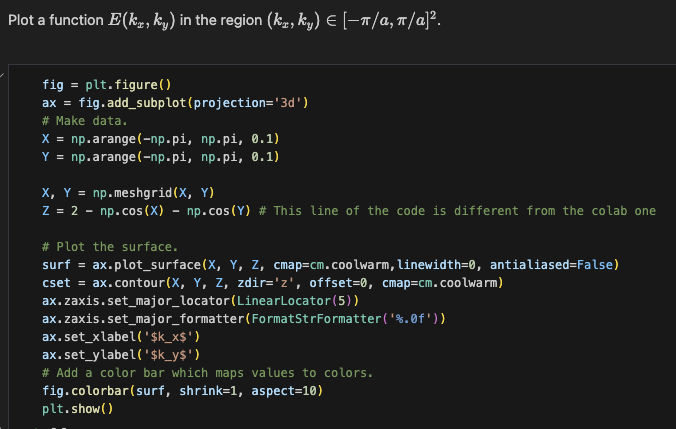 Plot a function E(k_x, k_y) in the region (k_x, k_y) ∈ [−π/a, π/a]².
fig = plt.figure()
ax = fig.add_subplot(projection='3d')
# Make data.
X = np.arange(-np.pi, np.pi, 0.1)
Y = np.arange(-np.pi, np.pi, 0.1)
X, Y = np.meshgrid(X, Y)
Z = 2 - np.cos(X) - np.cos(Y) # This line of the code is different from the colab one
# Plot the surface.
surf = ax.plot_surface(X, Y, Z, cmap=cm.coolwarm,linewidth=0, antialiased=False)
cset = ax.contour(X, Y, Z, zdir='z', offset=0, cmap=cm.coolwarm)
ax.zaxis.set_major_locator(LinearLocator(5))
ax.zaxis.set_major_formatter(FormatStrFormatter('%.0f'))
ax.set_xlabel('$k_x$')
ax.set_ylabel('$k_y$')
# Add a color bar which maps values to colors.
fig.colorbar(surf, shrink=1, aspect=10)
plt.show()